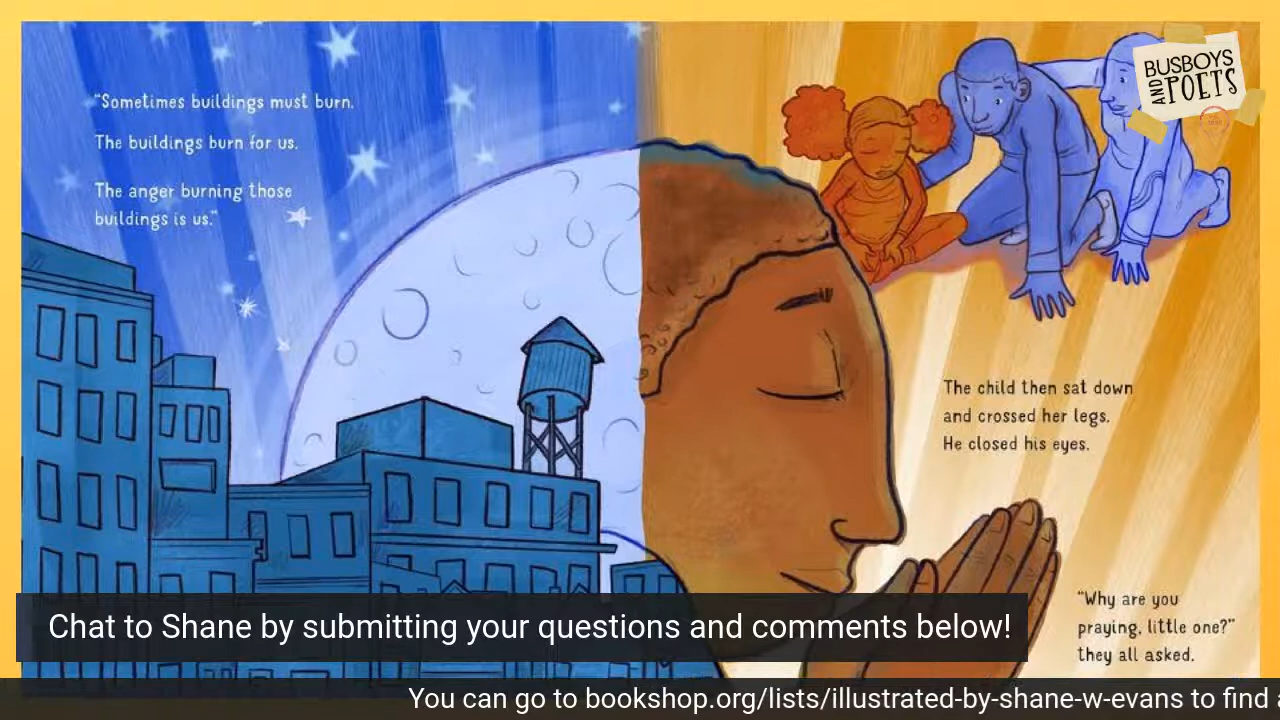 "Sometimes buildings must burn.
The buildings burn for us.
The anger burning those
buildings is us."
BUSBOYS
AND POETS
The child then sat down
and crossed her legs.
He closed his eyes.
"Why are you
praying, little one?"
they all asked.
Chat to Shane by submitting your questions and comments below!
You can go to bookshop.org/lists/illustrated-by-shane-w-evans to find